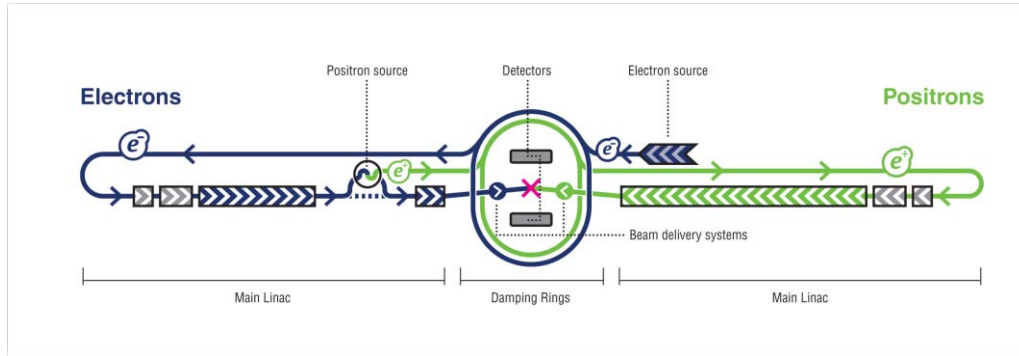 Positron source
Detectors
Electron source
Electrons
Positrons
e-
e-
e+
e+
Beam delivery systems
Main Linac
Damping Rings
Main Linac